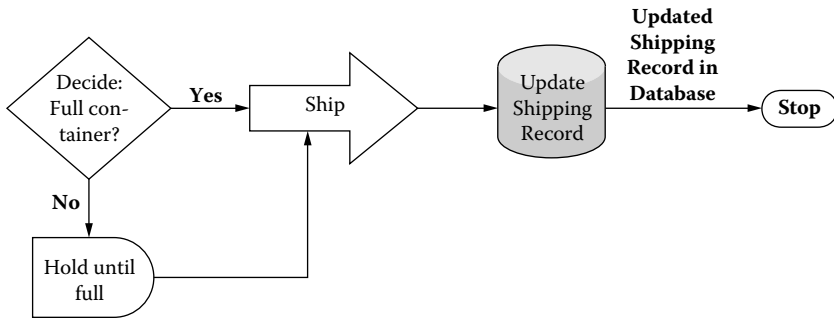 Decide:
Full con-
tainer?
Yes
Ship
Update
Shipping
Record
Updated
Shipping
Record in
Database
Stop
No
Hold until
full